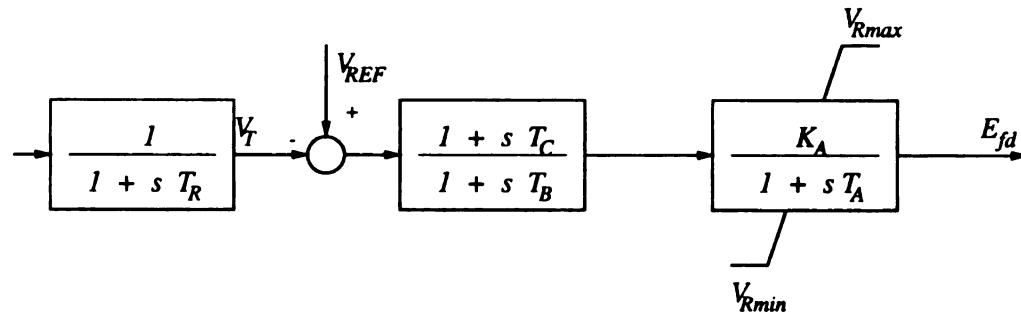 V_Rmax
V_REF
+
1
1 + s T_R
V_T
-
1 + s T_C
1 + s T_B
K_A
1 + s T_A
E_fd
V_Rmin